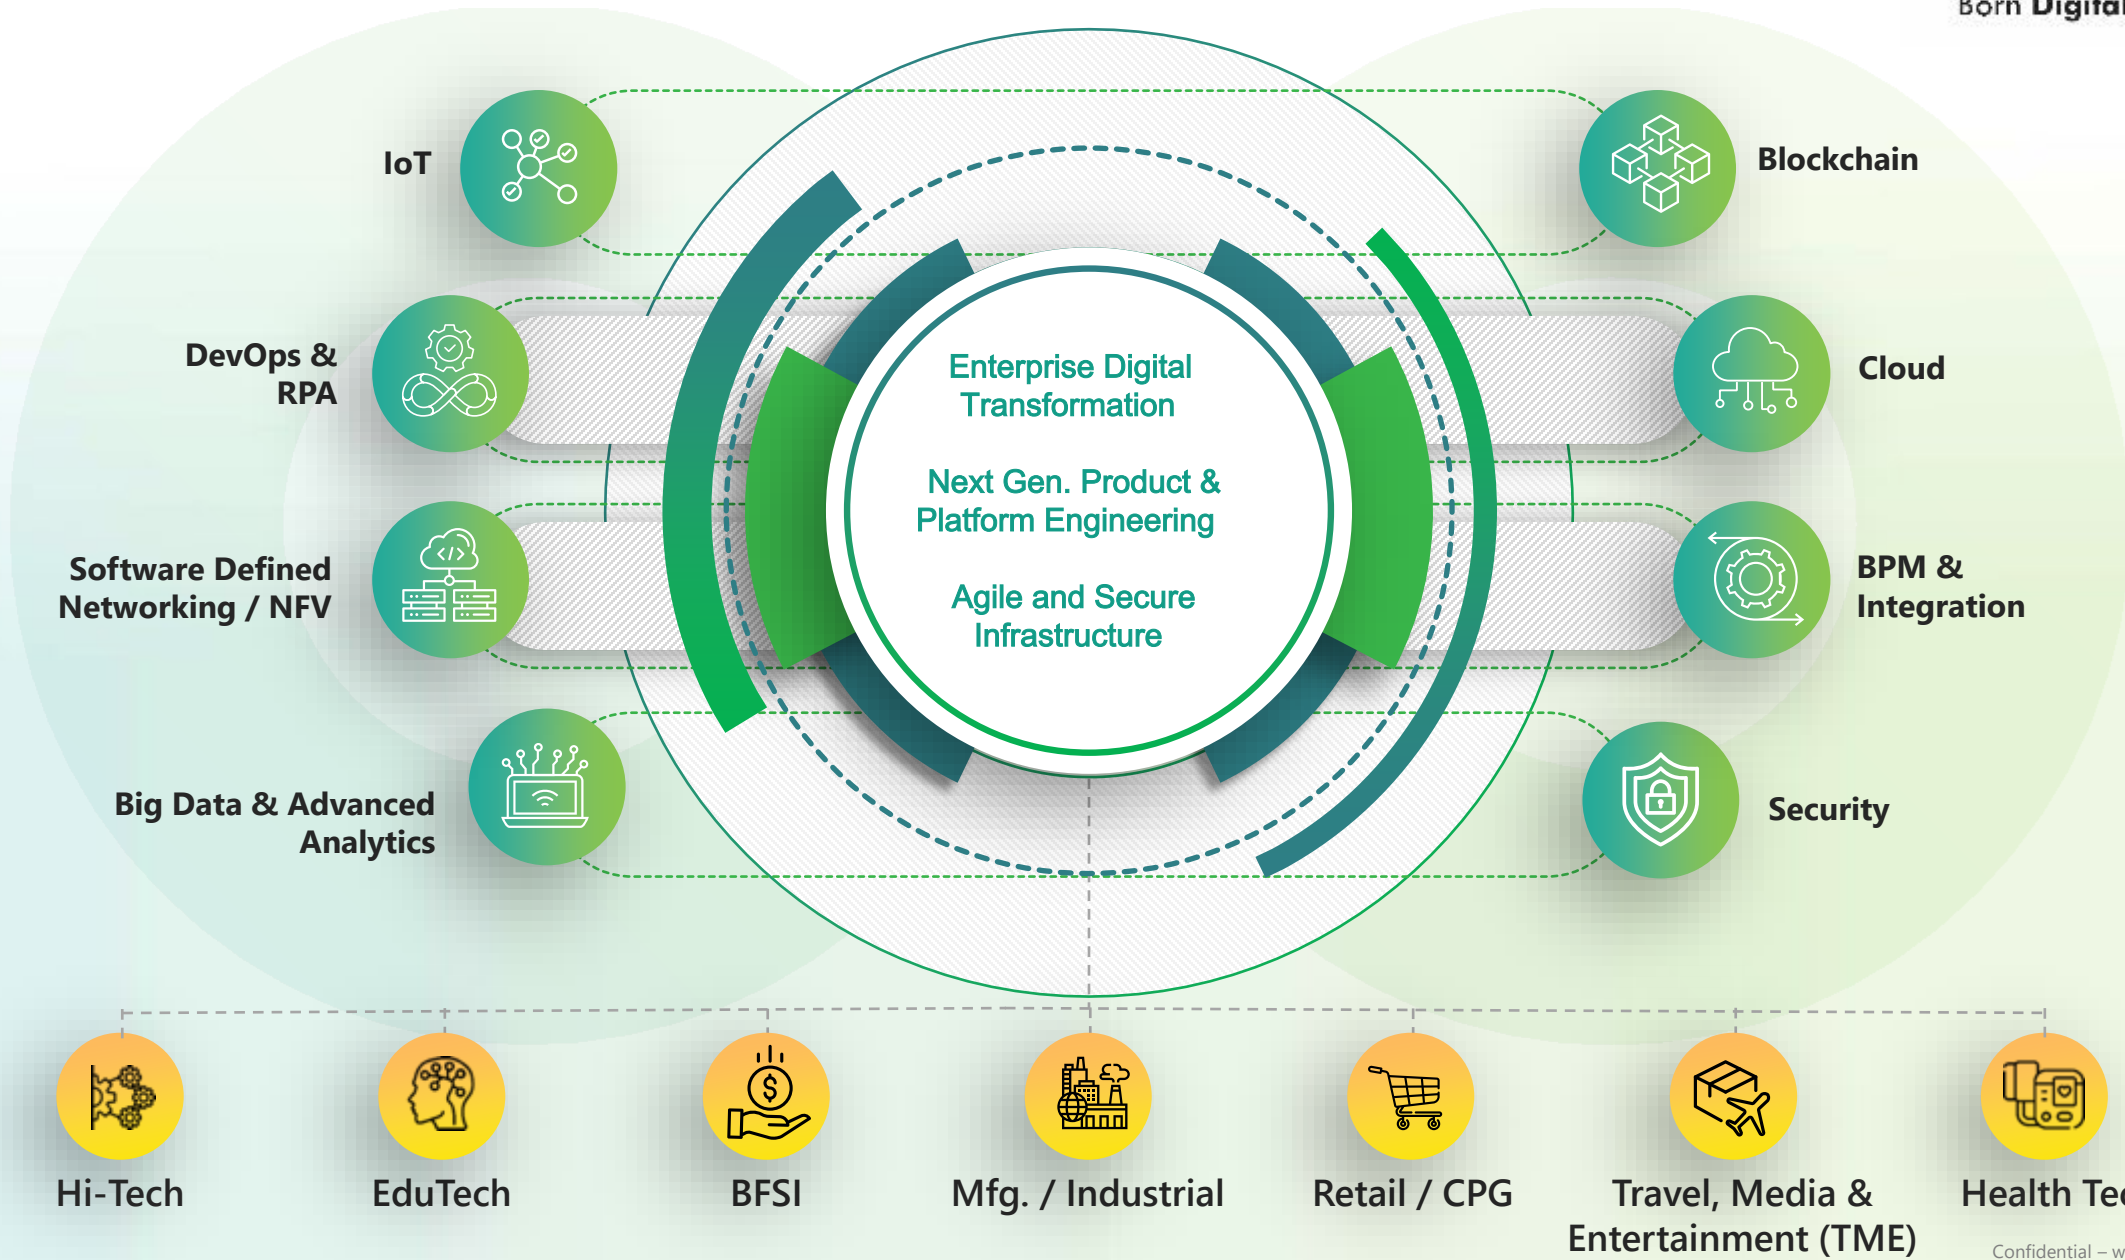 Born Digital
IoT
Blockchain
DevOps &
RPA
Cloud
Enterprise Digital
Transformation
Next Gen. Product &
Platform Engineering
Agile and Secure
Infrastructure
Software Defined
Networking / NFV
BPM &
Integration
Big Data & Advanced
Analytics
Security
Hi-Tech
EduTech
BFSI
Mfg. / Industrial
Retail / CPG
Travel, Media &
Entertainment (TME)
Health
Confidential –